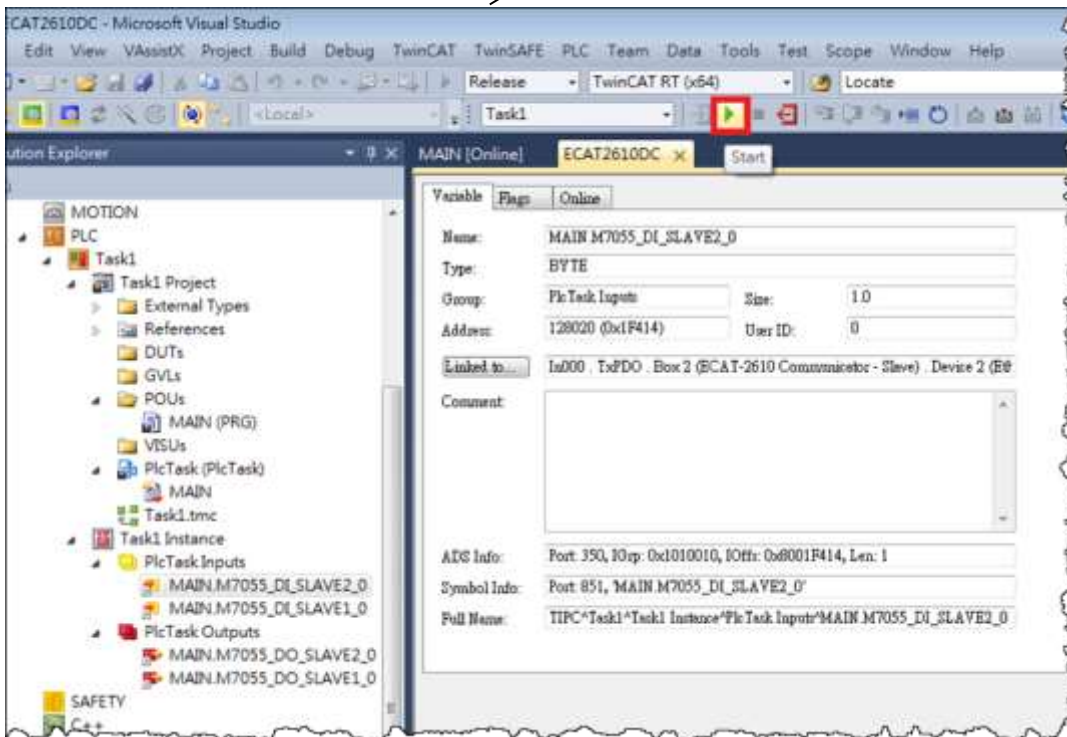 ECAT2610DC - Microsoft Visual Studio
Edit View VAssistX Project Build Debug TwinCAT TwinSAFE PLC Team Data Tools Test Scope Window Help
Release TwinCAT RT (x64) Locate
<Local> Task1
ution Explorer
MAIN [Online] ECAT2610DC Start
Variable Flags Online
MOTION
PLC
Task1
Task1 Project
External Types
References
DUTs
GVLs
POUs
MAIN (PRG)
VISUs
PlcTask (PlcTask)
MAIN
Task1.tmc
Task1 Instance
PlcTask Inputs
MAIN.M7055_DI_SLAVE2_0
MAIN.M7055_DI_SLAVE1_0
PlcTask Outputs
MAIN.M7055_DO_SLAVE2_0
MAIN.M7055_DO_SLAVE1_0
SAFETY
C++
Name: MAIN.M7055_DI_SLAVE2_0
Type: BYTE
Group: PlcTask Inputs Size: 1.0
Address: 128020 (0x1F414) User ID: 0
Linked to... In000 . TxPDO . Box 2 (ECAT-2610 Communicator - Slave) . Device 2 (Et
Comment:
ADS Info: Port: 350, IGrp: 0x1010010, IOffs: 0x8001F414, Len: 1
Symbol Info: Port: 851, 'MAIN.M7055_DI_SLAVE2_0'
Full Name: TIPC^Task1^Task1 Instance^PlcTask Inputs^MAIN.M7055_DI_SLAVE2_0